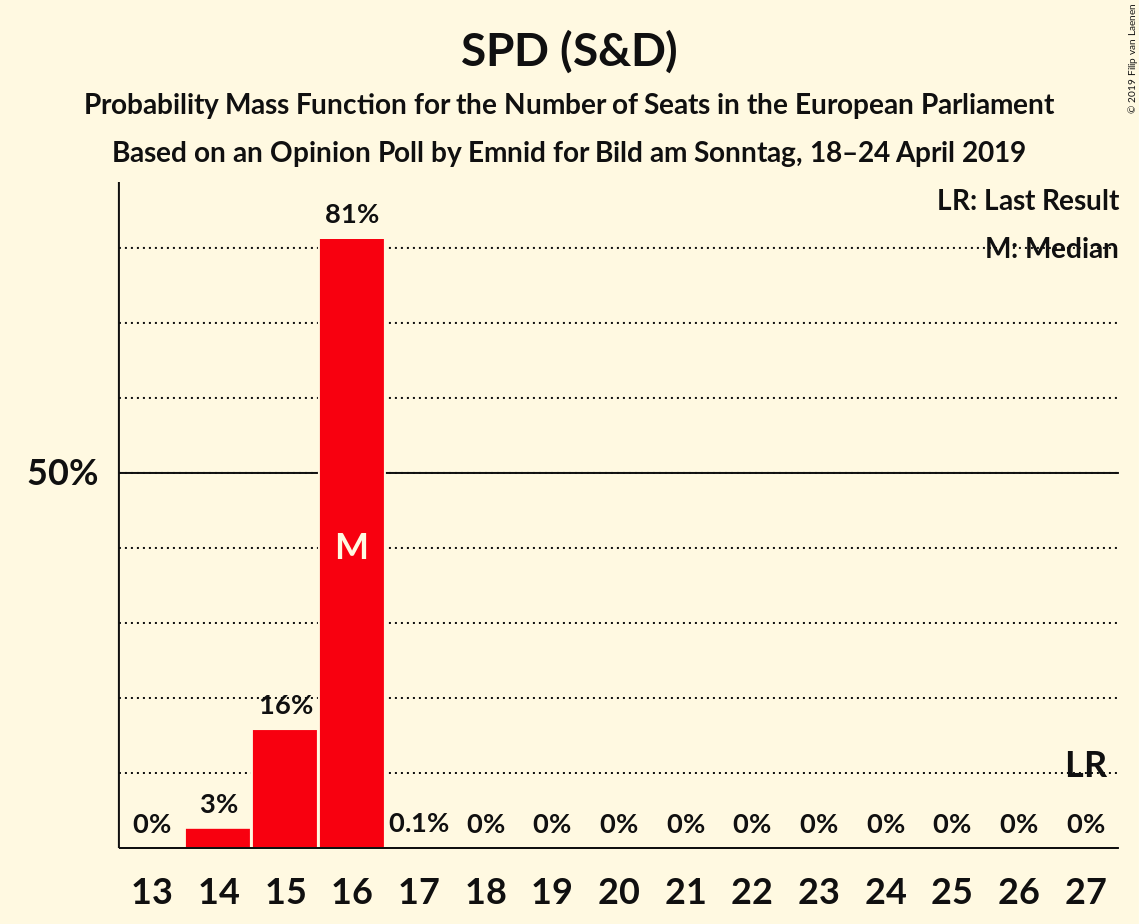 SPD (S&D)
Probability Mass Function for the Number of Seats in the European Parliament
Based on an Opinion Poll by Emnid for Bild am Sonntag, 18–24 April 2019
© 2019 Filip van Laenen
LR: Last Result
M: Median
81%
50%
M
16%
LR
3%
0% 0.1% 0% 0% 0% 0% 0% 0% 0% 0% 0% 0%
13 14 15 16 17 18 19 20 21 22 23 24 25 26 27